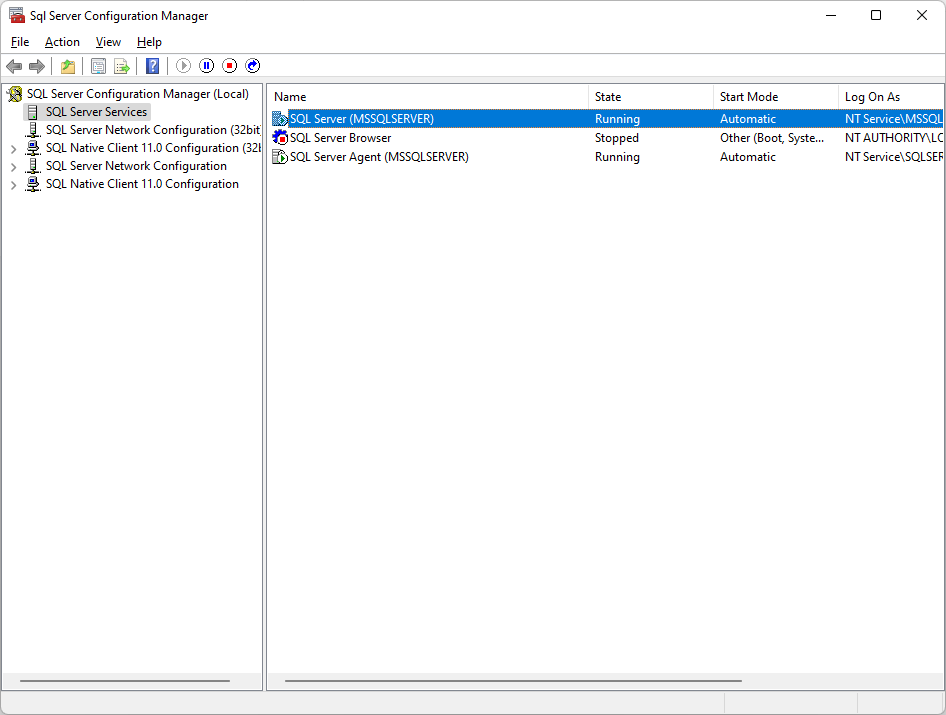 Sql Server Configuration Manager
File Action View Help
SQL Server Configuration Manager (Local)
SQL Server Services
SQL Server Network Configuration (32bit
SQL Native Client 11.0 Configuration (32
SQL Server Network Configuration
SQL Native Client 11.0 Configuration
Name State Start Mode Log On As
SQL Server (MSSQLSERVER) Running Automatic NT Service\MSSQL
SQL Server Browser Stopped Other (Boot, Syste... NT AUTHORITY\LO
SQL Server Agent (MSSQLSERVER) Running Automatic NT Service\SQLSER